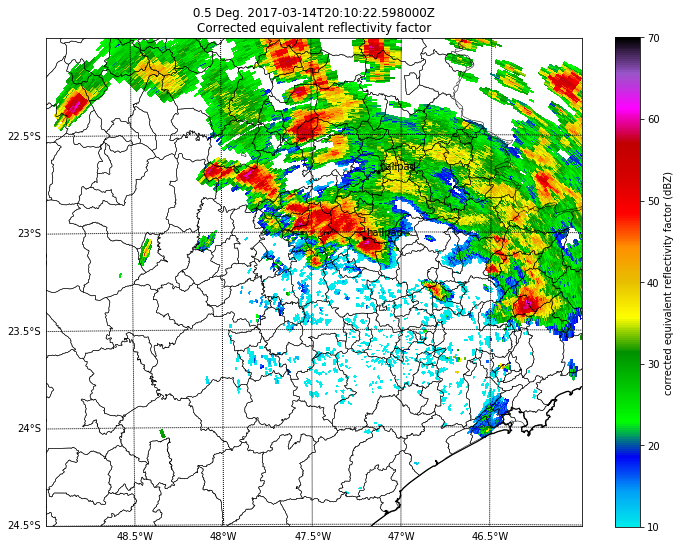 0.5 Deg. 2017-03-14T20:10:22.598000Z
Corrected equivalent reflectivity factor
22.5°S
23°S
23.5°S
24°S
24.5°S
48.5°W
48°W
47.5°W
47°W
46.5°W
hailpad
hailpad
70
60
50
40
30
20
10
corrected equivalent reflectivity factor (dBZ)